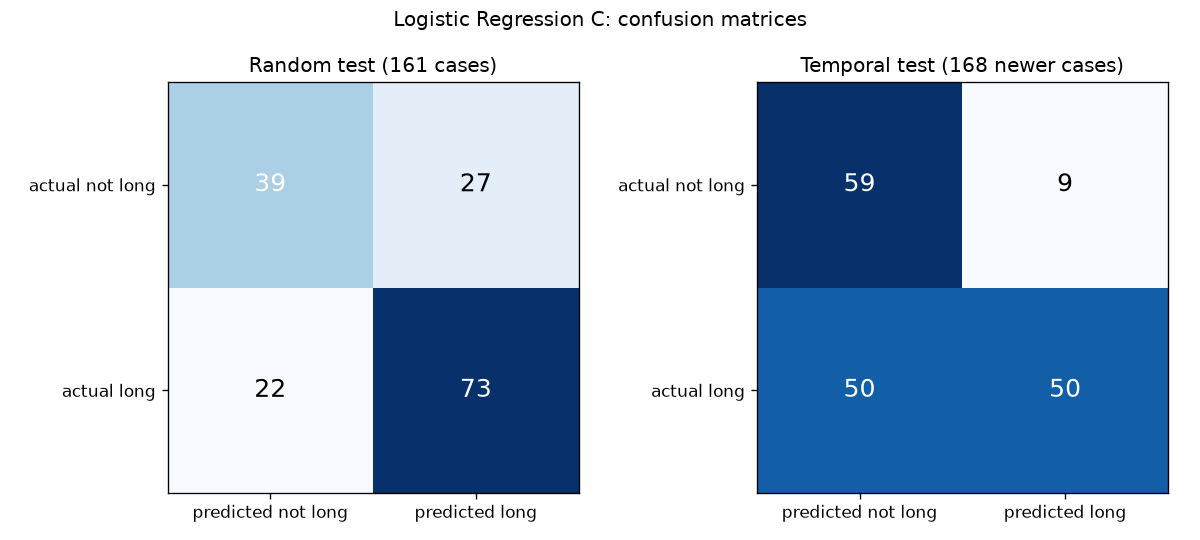 Logistic Regression C: confusion matrices
Random test (161 cases)
actual not long
39
27
actual long
22
73
predicted not long
predicted long
Temporal test (168 newer cases)
actual not long
59
9
actual long
50
50
predicted not long
predicted long